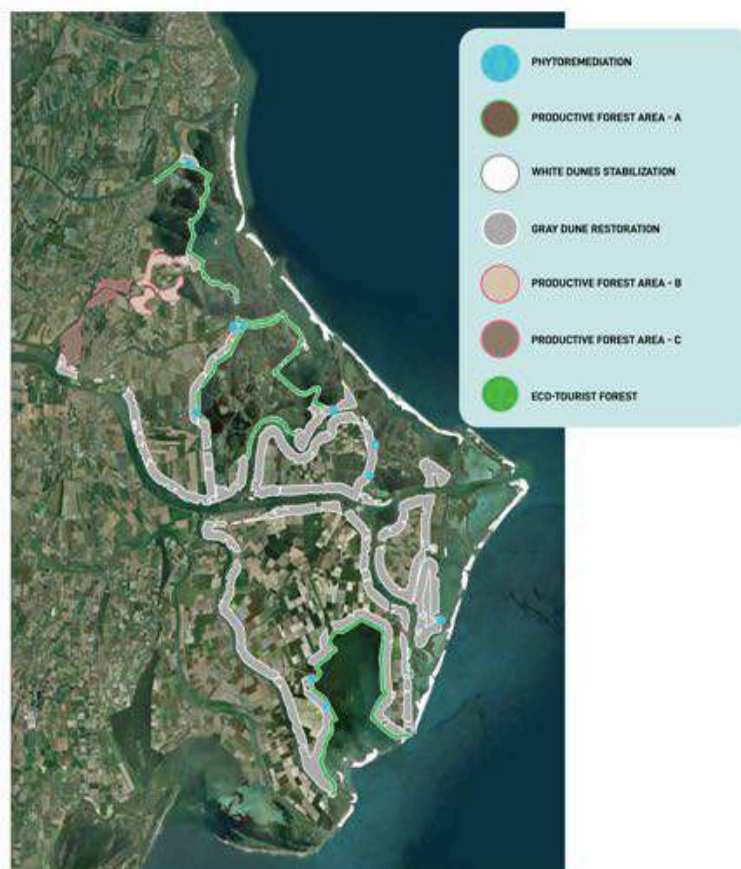 PHYTOREMEDIATION
PRODUCTIVE FOREST AREA - A
WHITE DUNES STABILIZATION
GRAY DUNE RESTORATION
PRODUCTIVE FOREST AREA - B
PRODUCTIVE FOREST AREA - C
ECO-TOURIST FOREST